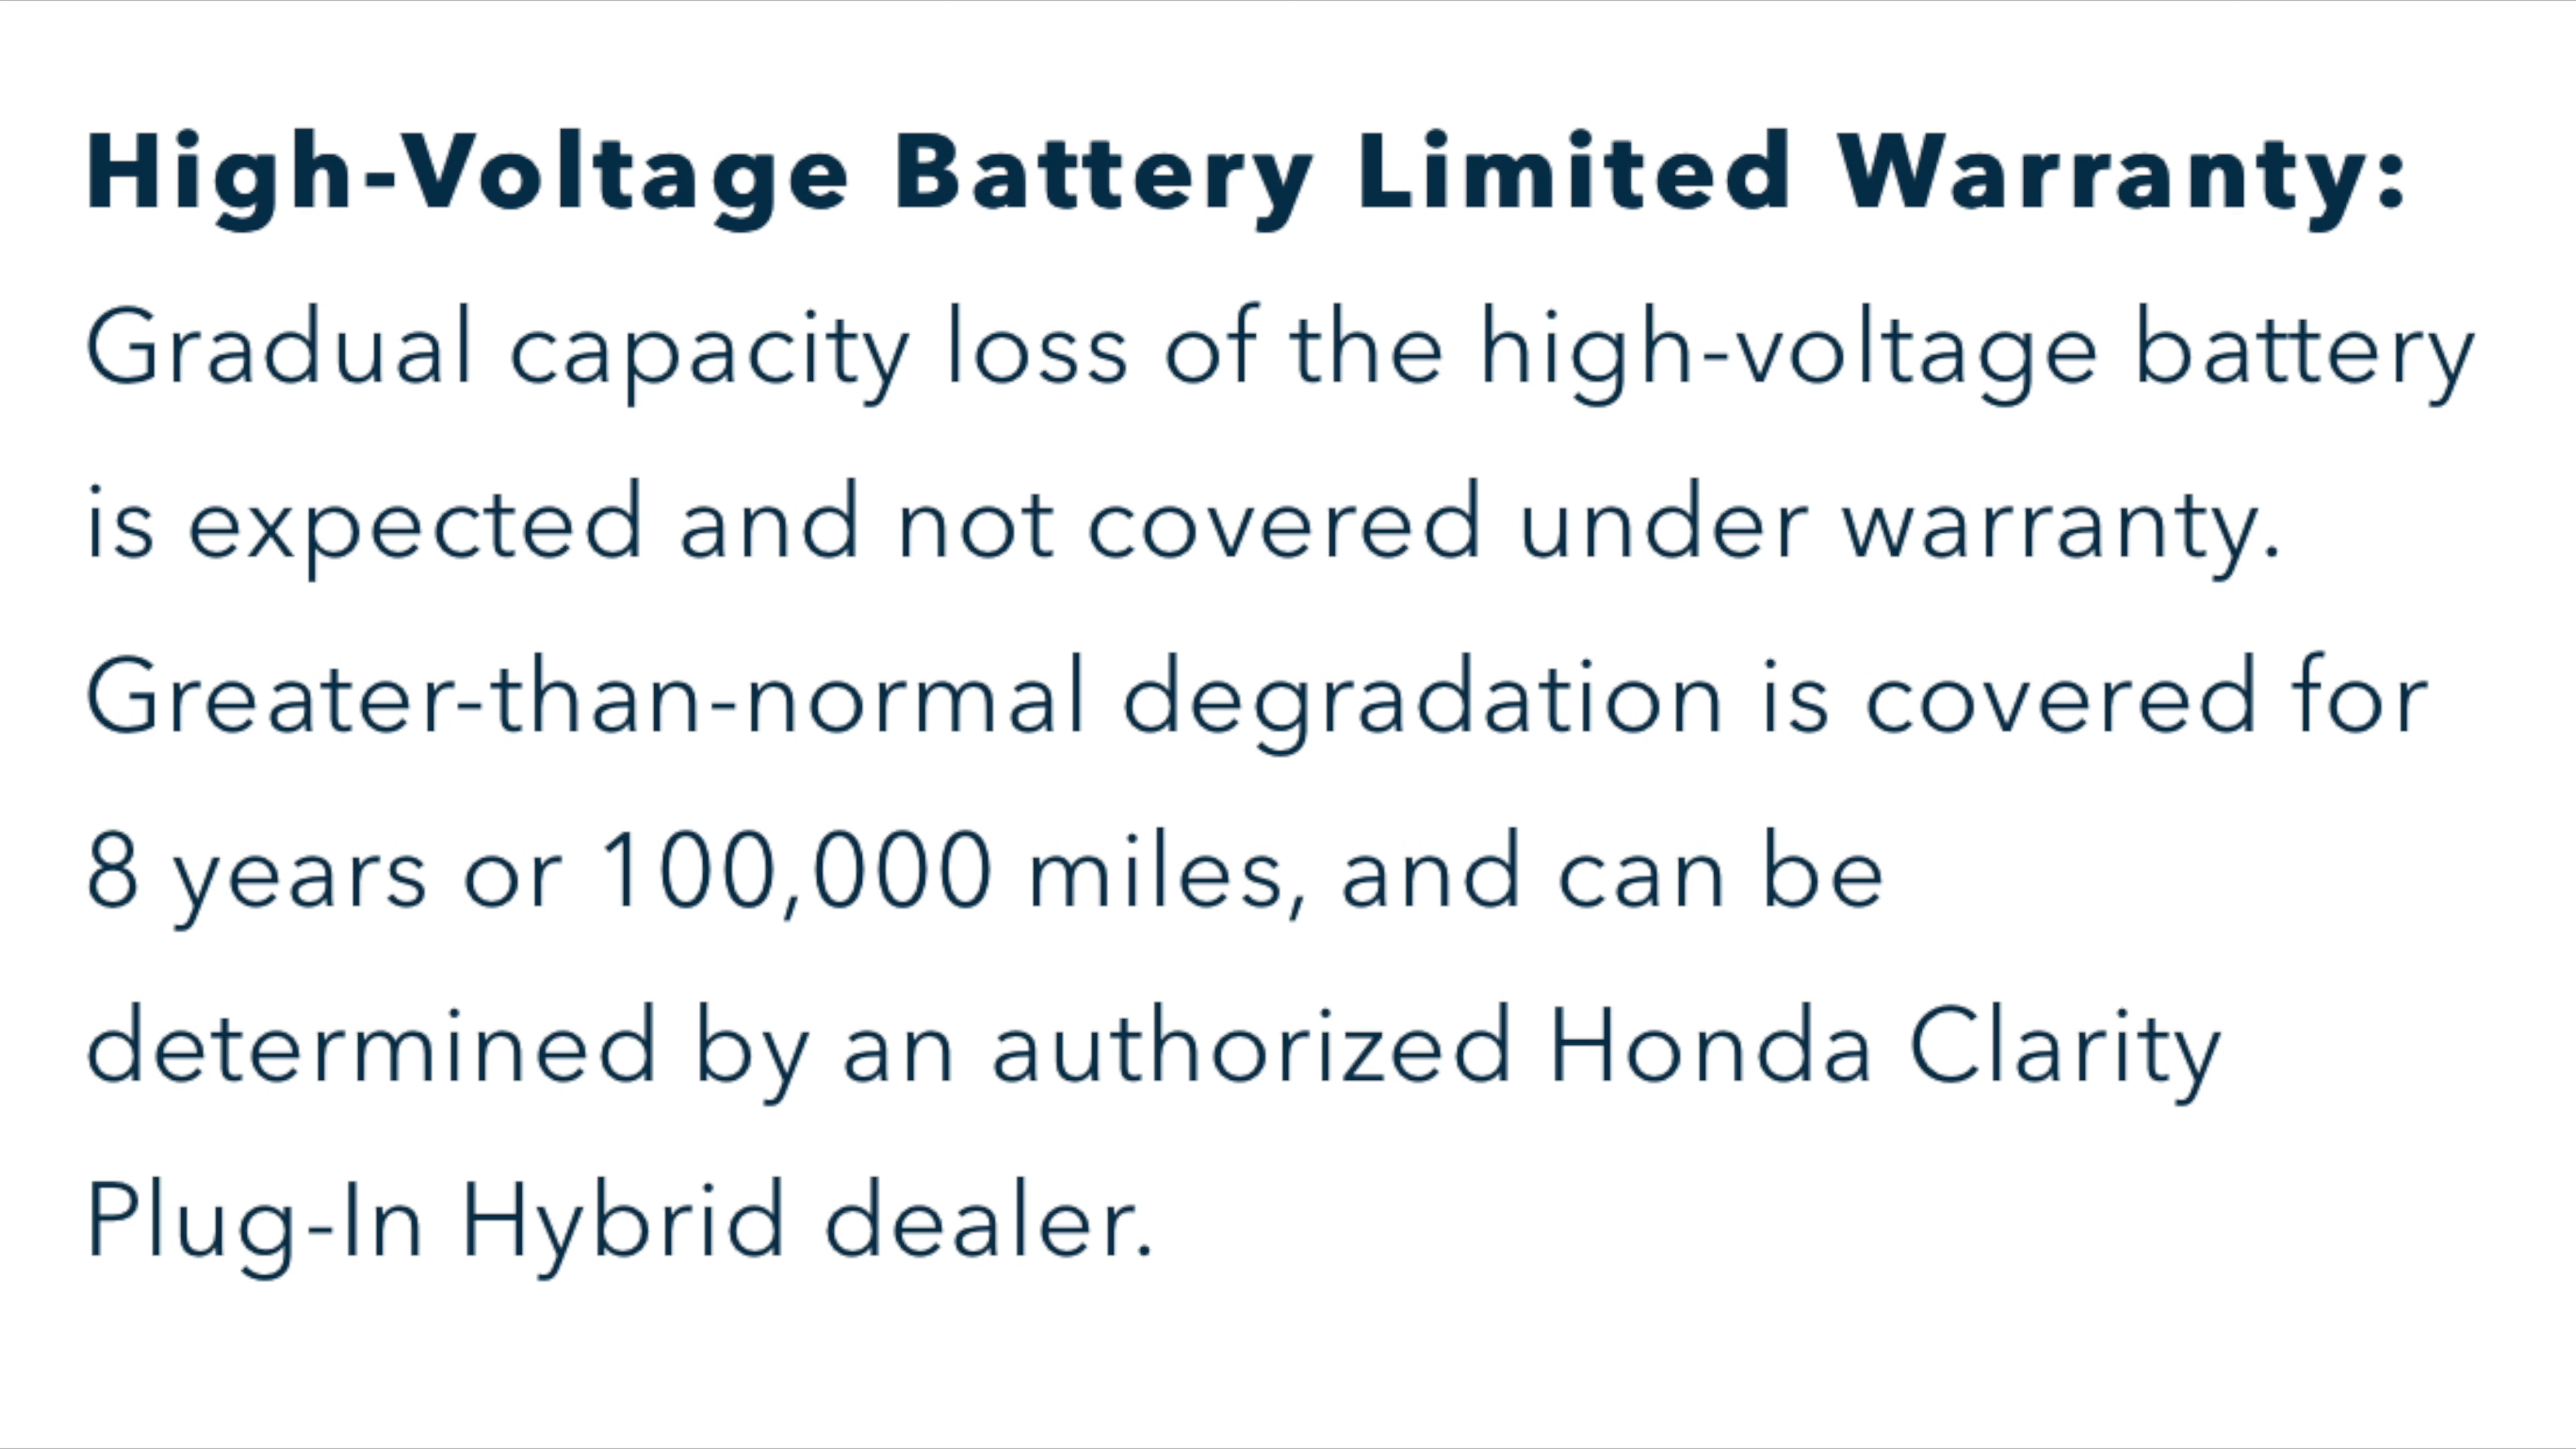 High-Voltage Battery Limited Warranty:
Gradual capacity loss of the high-voltage battery
is expected and not covered under warranty.
Greater-than-normal degradation is covered for
8 years or 100,000 miles, and can be
determined by an authorized Honda Clarity
Plug-In Hybrid dealer.